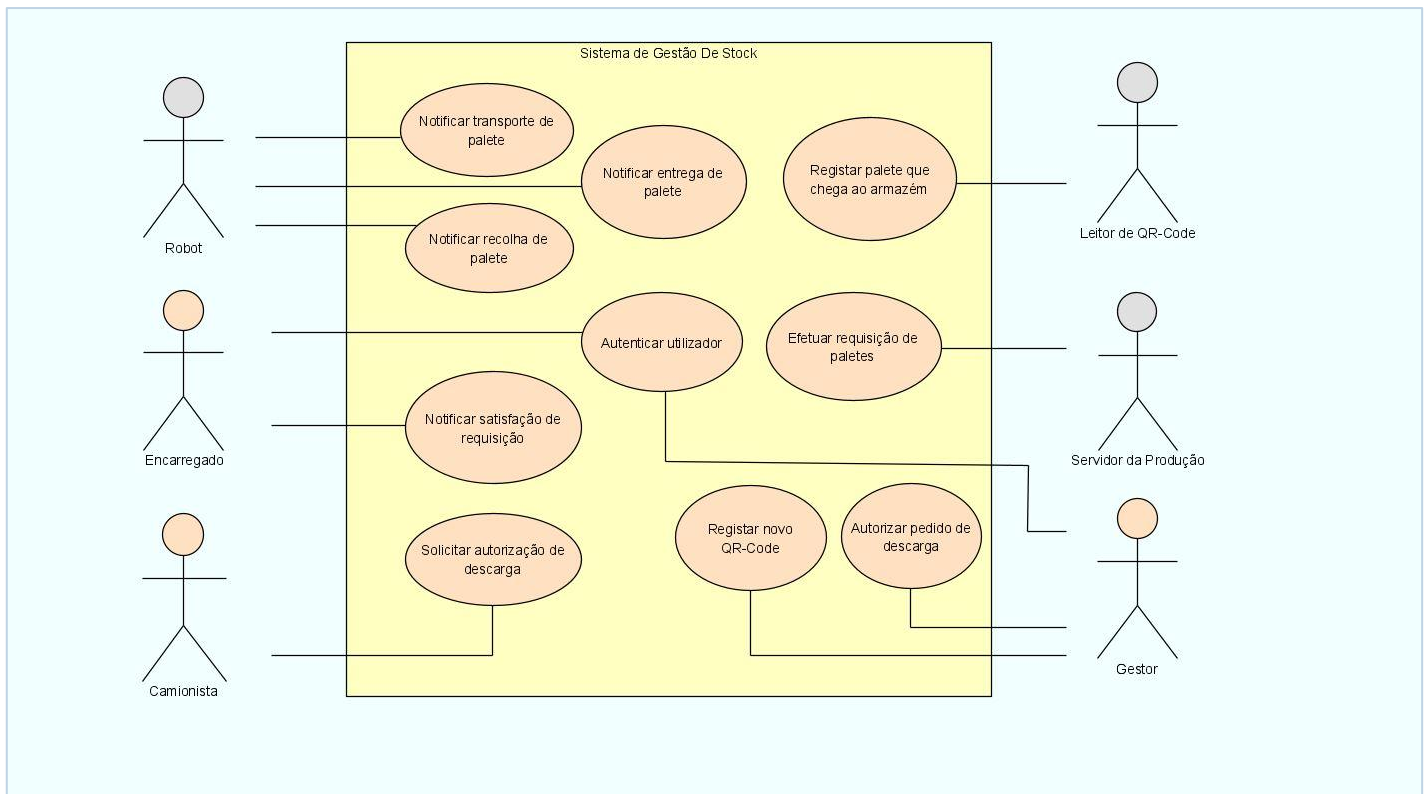 Sistema de Gestão De Stock
Notificar transporte de
palete
Notificar entrega de
palete
Registar palete que
chega ao armazém
Leitor de QR-Code
Robot
Notificar recolha de
palete
Autenticar utilizador
Efetuar requisição de
paletes
Notificar satisfação de
requisição
Encarregado
Servidor da Produção
Registar novo
QR-Code
Autorizar pedido de
descarga
Solicitar autorização de
descarga
Gestor
Camionista